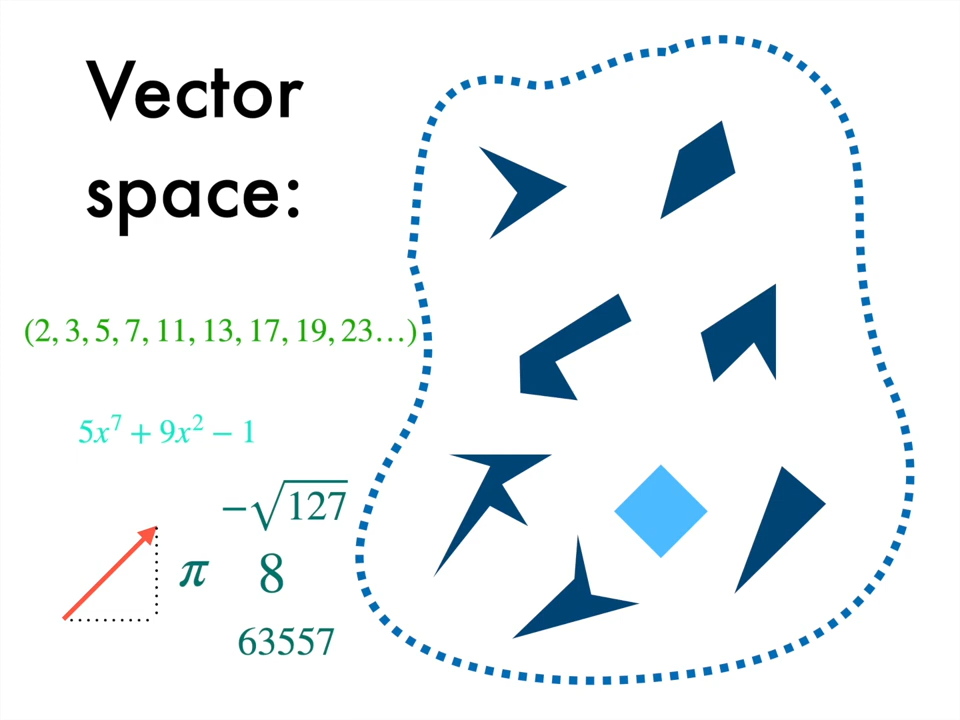 Vector
space:
(2, 3, 5, 7, 11, 13, 17, 19, 23…)
5x⁷ + 9x² − 1
−√127
π 8
63557